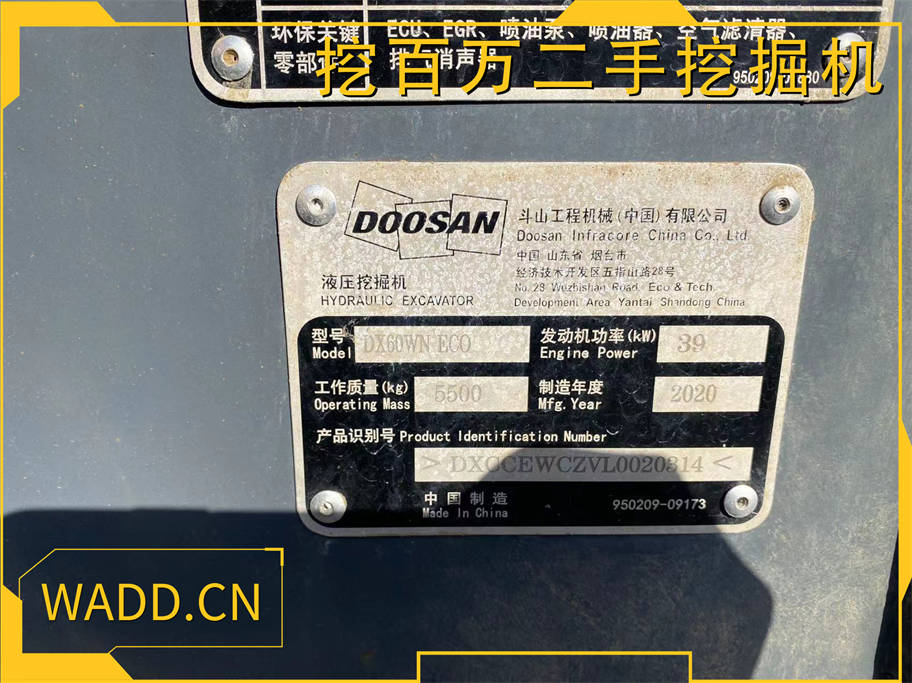 环保关键 ECU、EGR、喷油泵、喷油器、空气滤清器、
零部件 排气消声器
挖百万二手挖掘机
DOOSAN
斗山工程机械(中国)有限公司
Doosan Infracore China Co., Ltd.
中国 山东省 烟台市
经济技术开发区五指山路28号
No. 28 Wuzhishan Road, Eco & Tech.
Development Area Yantai Shandong China
液压挖掘机
HYDRAULIC EXCAVATOR
型号 DX60WN ECO 发动机功率(kW) 39
Model Engine Power
工作质量(kg) 5500 制造年度 2020
Operating Mass Mfg. Year
产品识别号 Product Identification Number
> DXCCEWCZVL0020314 <
中国制造
Made In China
950209-09173
WADD.CN